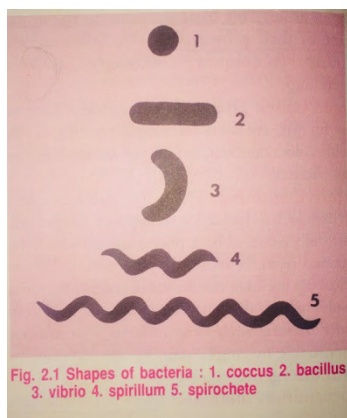 1
2
3
4
5
Fig. 2.1 Shapes of bacteria : 1. coccus 2. bacillus
3. vibrio 4. spirillum 5. spirochete